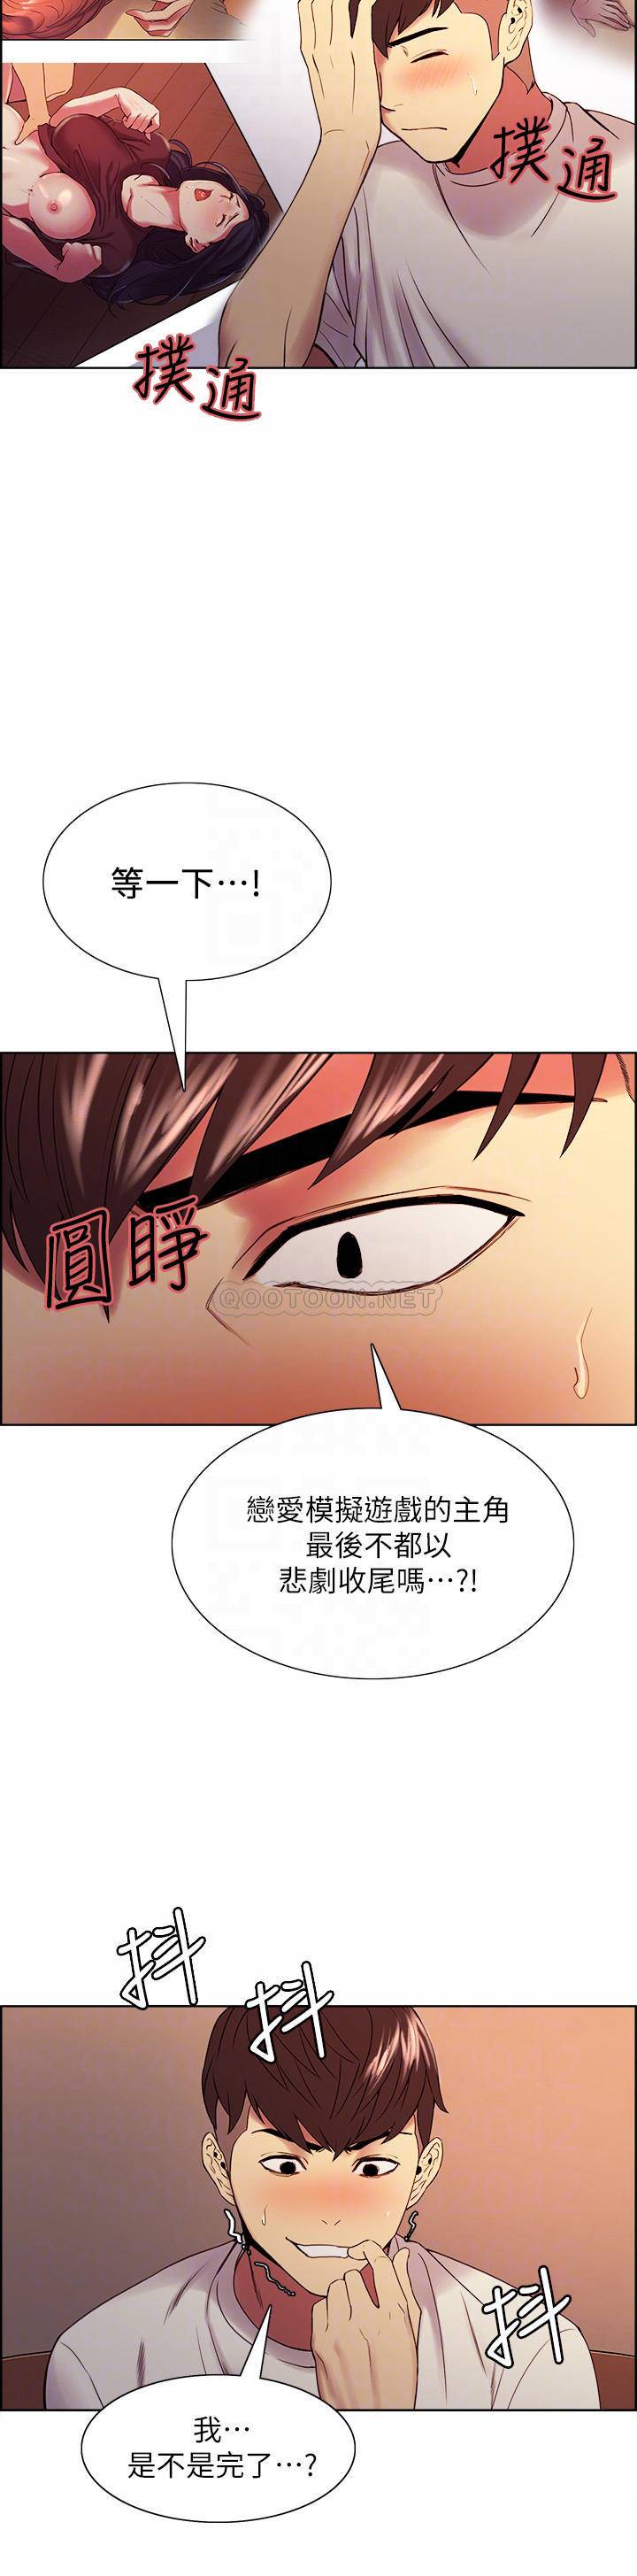 撲通
撲通
等一下…!
圓睜
QOOTOON.NET
戀愛模擬遊戲的主角
最後不都以
悲劇收尾嗎…?!
抖
抖
抖
我…
是不是完了…?